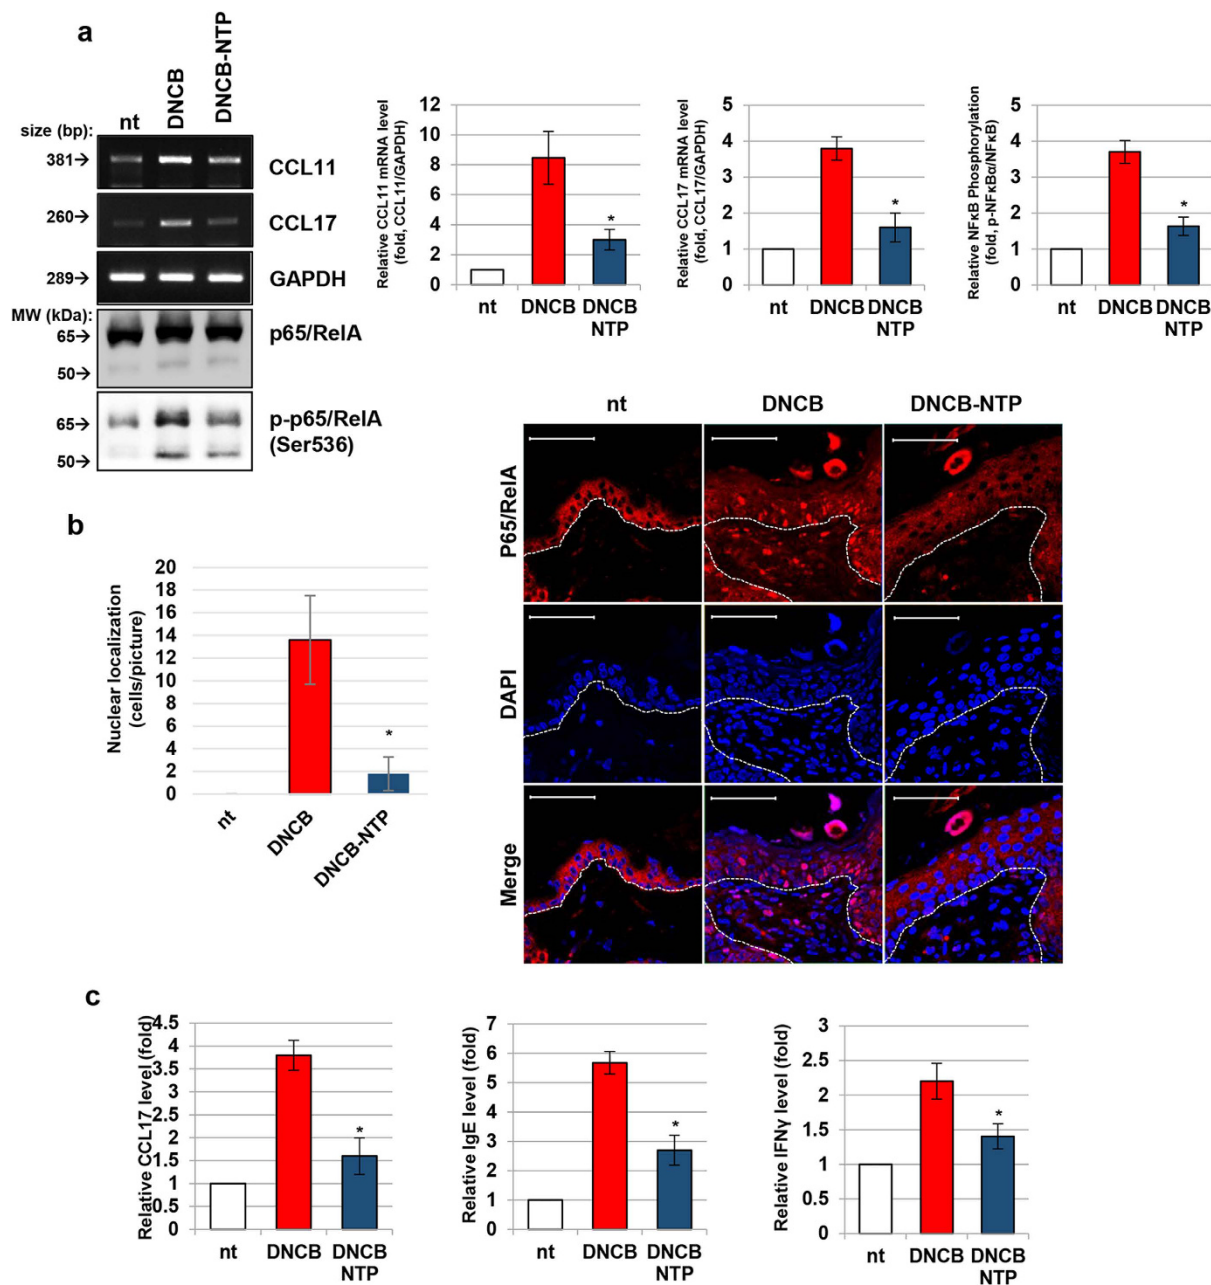 a
nt
DNCB
DNCB-NTP
size (bp):
381→
CCL11
260→
CCL17
289→
GAPDH
MW (kDa):
65→
p65/RelA
50→
65→
p-p65/RelA
(Ser536)
50→
Relative CCL11 mRNA level
(fold, CCL11/GAPDH)
12
10
8
6
4
2
0
*
nt
DNCB
DNCB
NTP
Relative CCL17 mRNA level
(fold, CCL17/GAPDH)
5
4
3
2
1
0
*
nt
DNCB
DNCB
NTP
Relative NFκB Phosphorylation
(fold, p-NFκBα/NFκB)
5
4
3
2
1
0
*
nt
DNCB
DNCB
NTP
b
Nuclear localization
(cells/picture)
20
18
16
14
12
10
8
6
4
2
0
*
nt
DNCB
DNCB-NTP
nt
DNCB
DNCB-NTP
P65/RelA
DAPI
Merge
c
Relative CCL17 level (fold)
4.5
4
3.5
3
2.5
2
1.5
1
0.5
0
*
nt
DNCB
DNCB
NTP
Relative IgE level (fold)
7
6
5
4
3
2
1
0
*
nt
DNCB
DNCB
NTP
Relative IFNγ level (fold)
3
2.5
2
1.5
1
0.5
0
*
nt
DNCB
DNCB
NTP